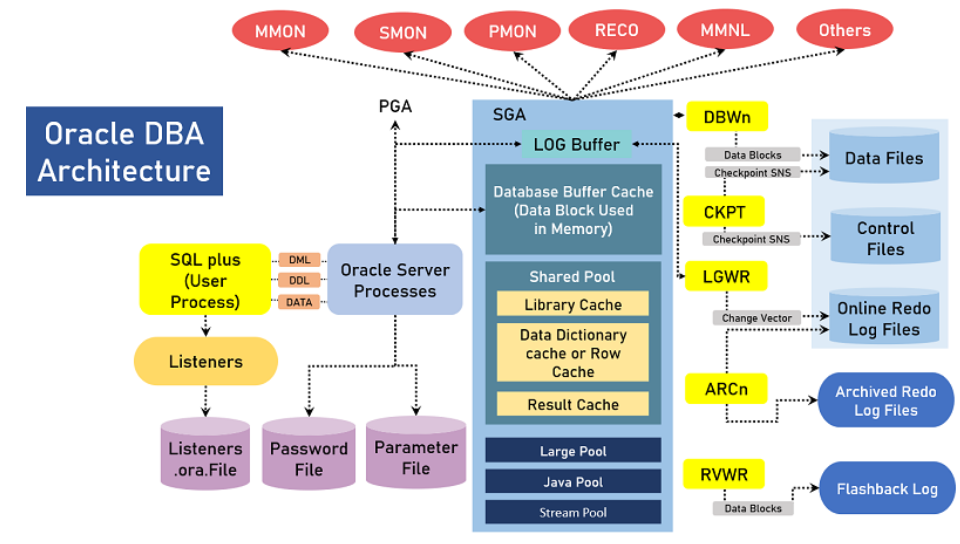 MMON
SMON
PMON
RECO
MMNL
Others
Oracle DBA
Architecture
PGA
SGA
LOG Buffer
Database Buffer Cache
(Data Block Used
in Memory)
Shared Pool
Library Cache
Data Dictionary
cache or Row
Cache
Result Cache
Large Pool
Java Pool
Stream Pool
SQL plus
(User
Process)
DML
DDL
DATA
Oracle Server
Processes
Listeners
Listeners
.ora.File
Password
File
Parameter
File
DBWn
Data Blocks
Checkpoint SNS
CKPT
Checkpoint SNS
LGWR
Change Vector
ARCn
RVWR
Data Blocks
Data Files
Control
Files
Online Redo
Log Files
Archived Redo
Log Files
Flashback Log